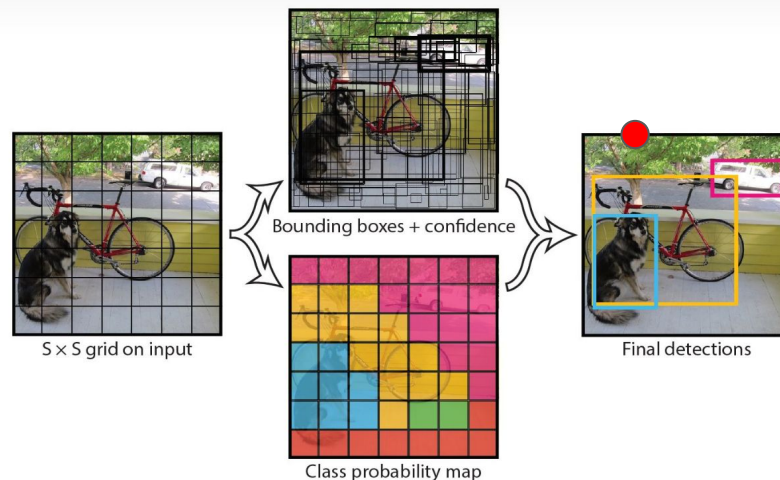 Bounding boxes + confidence
S × S grid on input
Final detections
Class probability map